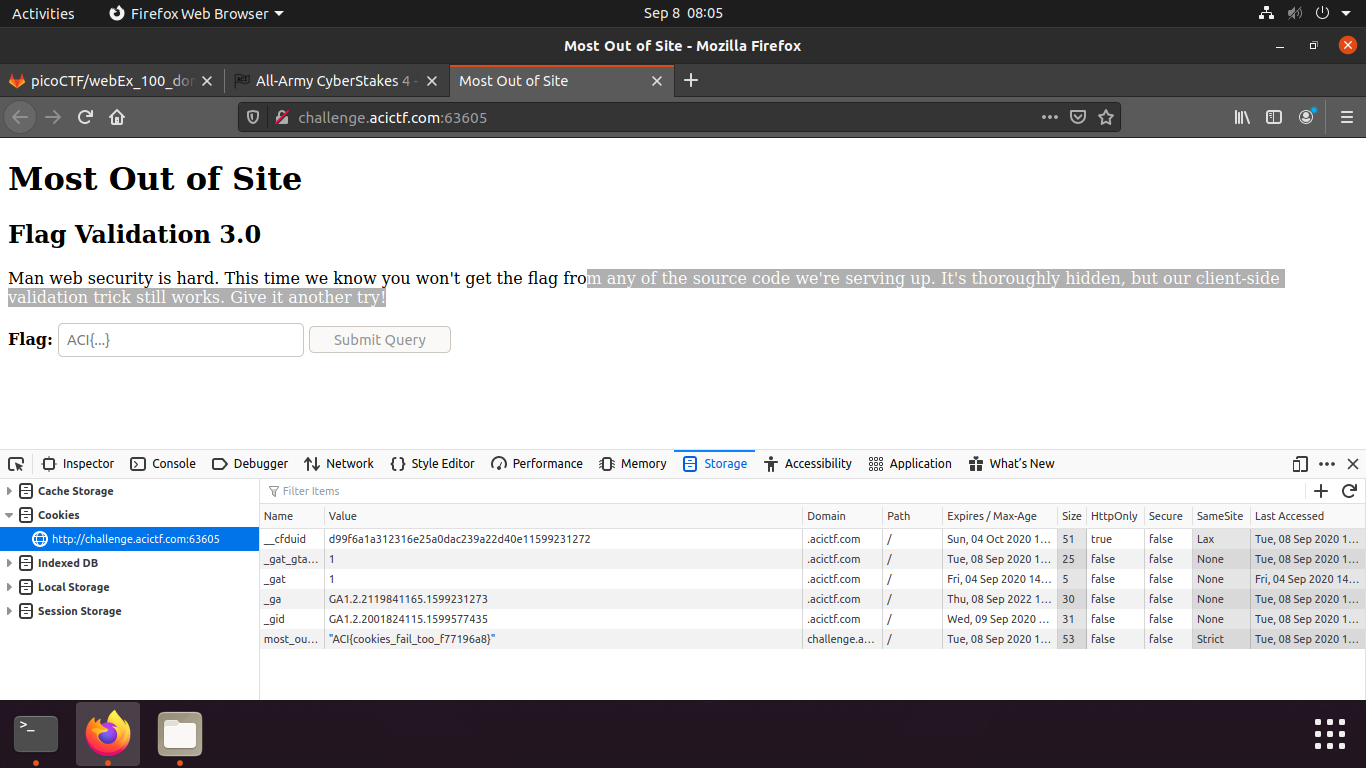 Activities Firefox Web Browser Sep 8 08:05
Most Out of Site - Mozilla Firefox
picoCTF/webEx_100_dor All-Army CyberStakes 4 - Most Out of Site
challenge.acictf.com:63605
Most Out of Site
Flag Validation 3.0
Man web security is hard. This time we know you won't get the flag from any of the source code we're serving up. It's thoroughly hidden, but our client-side
validation trick still works. Give it another try!
Flag: ACI{...} Submit Query
Inspector Console Debugger Network Style Editor Performance Memory Storage Accessibility Application What's New
Cache Storage
Cookies
http://challenge.acictf.com:63605
Indexed DB
Local Storage
Session Storage
Filter Items
Name Value Domain Path Expires / Max-Age Size HttpOnly Secure SameSite Last Accessed
__cfduid d99f6a1a312316e25a0dac239a22d40e11599231272 .acictf.com / Sun, 04 Oct 2020 1... 51 true false Lax Tue, 08 Sep 2020 1...
_gat_gta... 1 .acictf.com / Tue, 08 Sep 2020 1... 25 false false None Tue, 08 Sep 2020 1...
_gat 1 .acictf.com / Fri, 04 Sep 2020 14... 5 false false None Fri, 04 Sep 2020 14...
_ga GA1.2.2119841165.1599231273 .acictf.com / Thu, 08 Sep 2022 1... 30 false false None Tue, 08 Sep 2020 1...
_gid GA1.2.2001824115.1599577435 .acictf.com / Wed, 09 Sep 2020 ... 31 false false None Tue, 08 Sep 2020 1...
most_ou... "ACI{cookies_fail_too_f77196a8}" challenge.a... / Tue, 08 Sep 2020 1... 53 false false Strict Tue, 08 Sep 2020 1...